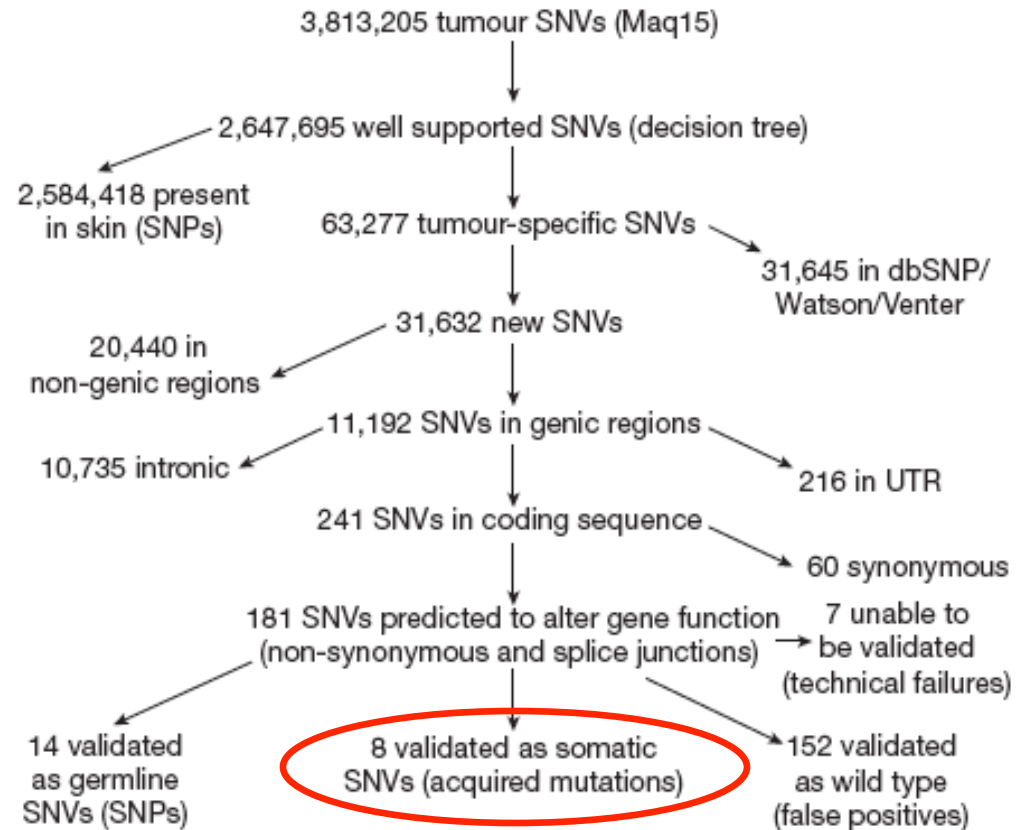 3,813,205 tumour SNVs (Maq15)
2,647,695 well supported SNVs (decision tree)
2,584,418 present
in skin (SNPs)
63,277 tumour-specific SNVs
31,645 in dbSNP/
Watson/Venter
31,632 new SNVs
20,440 in
non-genic regions
11,192 SNVs in genic regions
10,735 intronic
216 in UTR
241 SNVs in coding sequence
60 synonymous
181 SNVs predicted to alter gene function
(non-synonymous and splice junctions)
7 unable to
be validated
(technical failures)
14 validated
as germline
SNVs (SNPs)
8 validated as somatic
SNVs (acquired mutations)
152 validated
as wild type
(false positives)